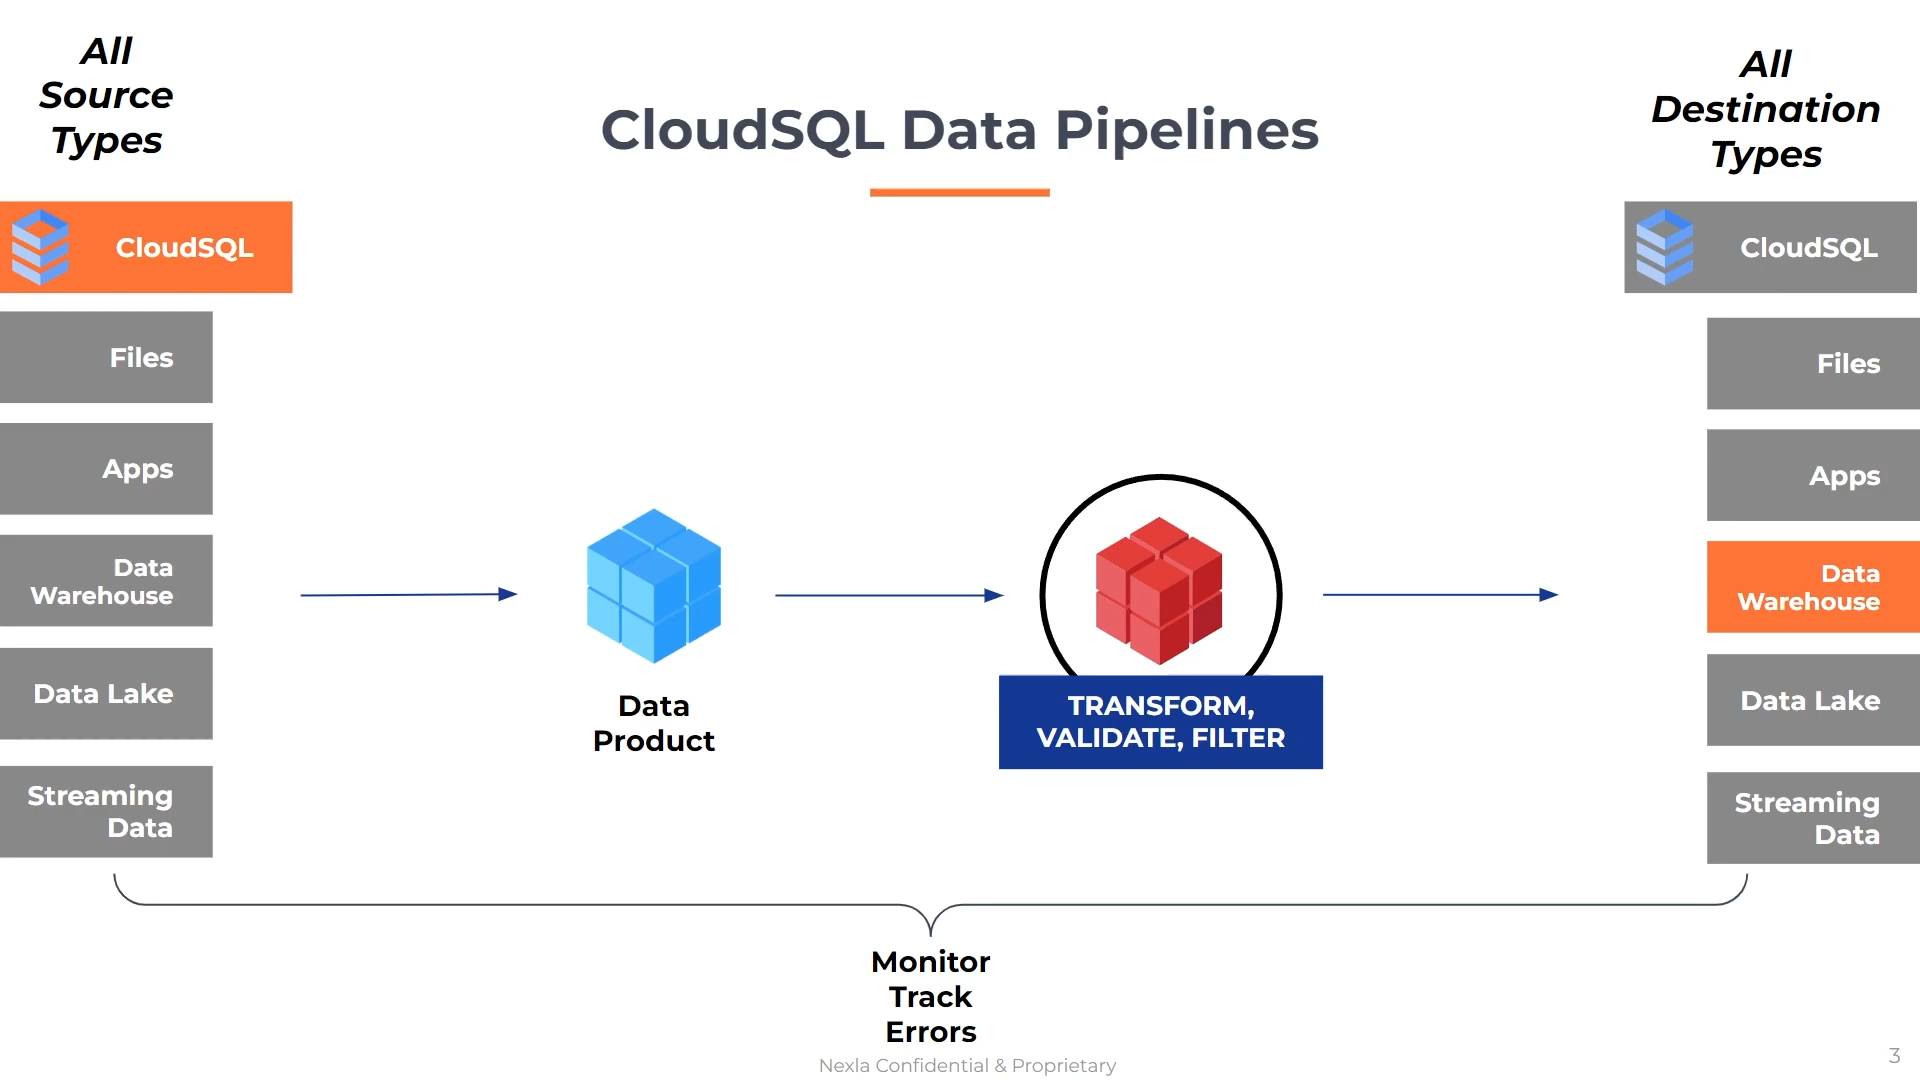 All
Source
Types
CloudSQL Data Pipelines
All
Destination
Types
CloudSQL
Files
Apps
Data
Warehouse
Data Lake
Streaming
Data
Data
Product
TRANSFORM,
VALIDATE, FILTER
CloudSQL
Files
Apps
Data
Warehouse
Data Lake
Streaming
Data
Monitor
Track
Errors
Nexla Confidential & Proprietary
3